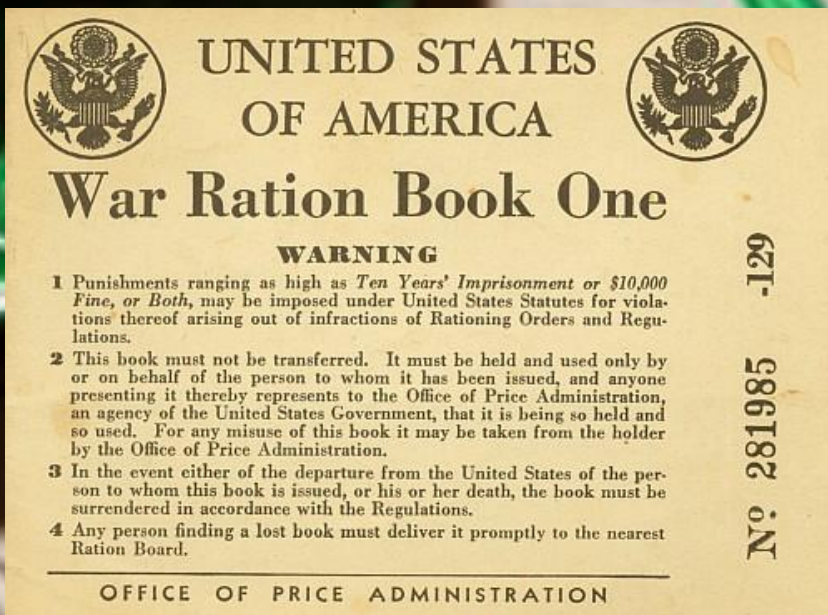 UNITED STATES
OF AMERICA
War Ration Book One
WARNING
1 Punishments ranging as high as Ten Years' Imprisonment or $10,000
Fine, or Both, may be imposed under United States Statutes for viola-
tions thereof arising out of infractions of Rationing Orders and Regu-
lations.
2 This book must not be transferred. It must be held and used only by
or on behalf of the person to whom it has been issued, and anyone
presenting it thereby represents to the Office of Price Administration,
an agency of the United States Government, that it is being so held and
so used. For any misuse of this book it may be taken from the holder
by the Office of Price Administration.
3 In the event either of the departure from the United States of the per-
son to whom this book is issued, or his or her death, the book must be
surrendered in accordance with the Regulations.
4 Any person finding a lost book must deliver it promptly to the nearest
Ration Board.
OFFICE OF PRICE ADMINISTRATION
Nº 281985 -129